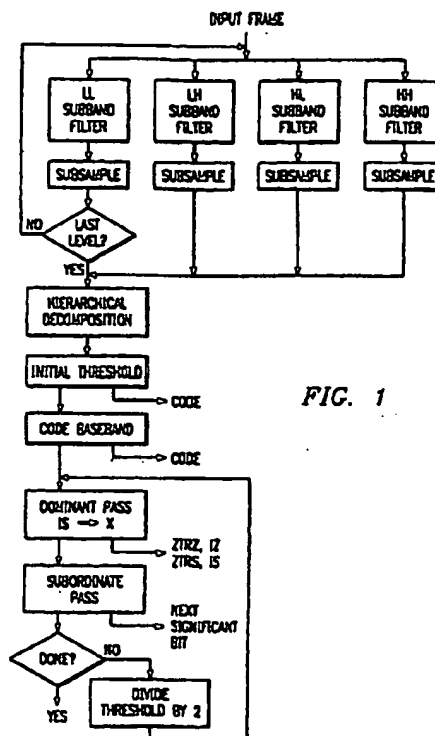 INPUT FRAME
LL
SUBBAND
FILTER
LH
SUBBAND
FILTER
HL
SUBBAND
FILTER
HH
SUBBAND
FILTER
SUBSAMPLE
SUBSAMPLE
SUBSAMPLE
SUBSAMPLE
NO
LAST
LEVEL?
YES
HIERARCHICAL
DECOMPOSITION
INITIAL THRESHOLD
FIG. 1
CODE
CODE BASEBAND
CODE
DOMINANT PASS
IS → X
ZTRZ, IZ
ZTRS, IS
SUBORDINATE
PASS
NEXT
SIGNIFICANT
BIT
DONE?
NO
YES
DIVIDE
THRESHOLD BY 2